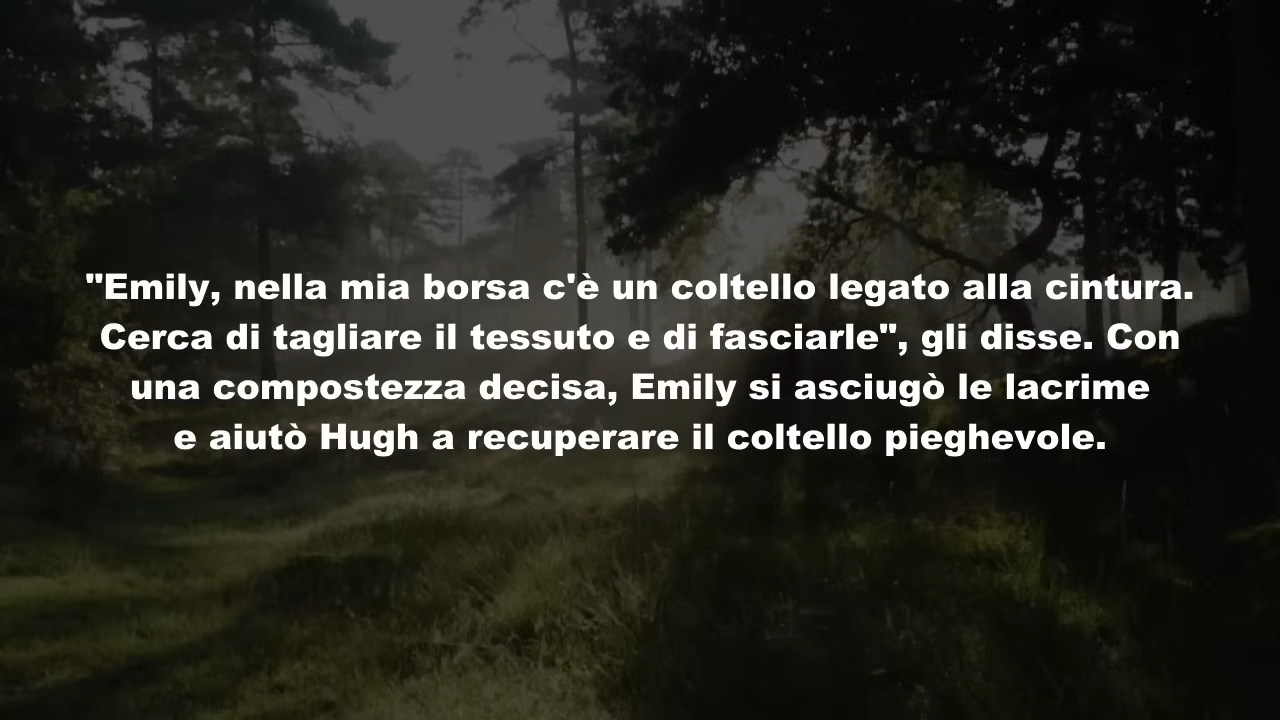 "Emily, nella mia borsa c'è un coltello legato alla cintura.
Cerca di tagliare il tessuto e di fasciarle", gli disse. Con
una compostezza decisa, Emily si asciugò le lacrime
e aiutò Hugh a recuperare il coltello pieghevole.